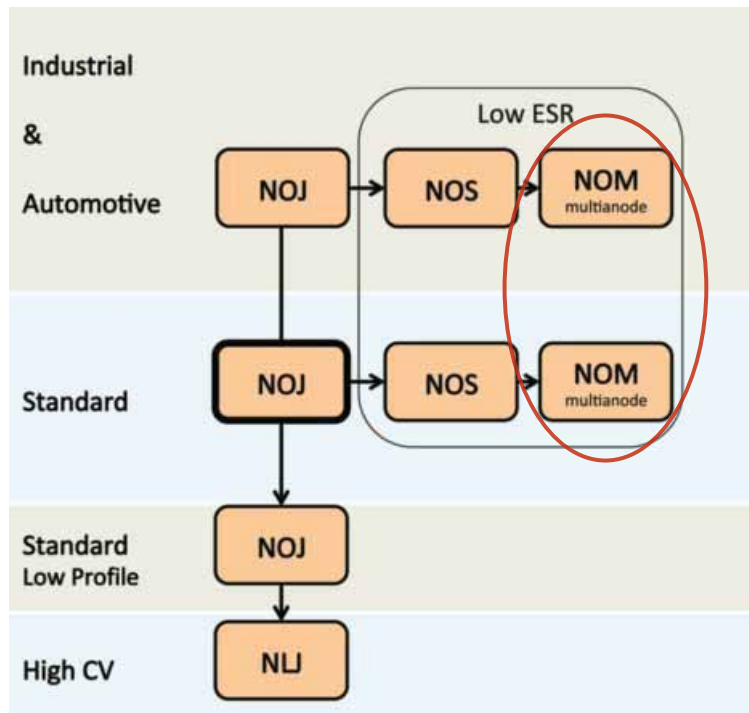 Industrial
&
Automotive
Low ESR
NOJ
NOS
NOM
multianode
Standard
NOJ
NOS
NOM
multianode
Standard
Low Profile
NOJ
High CV
NLJ